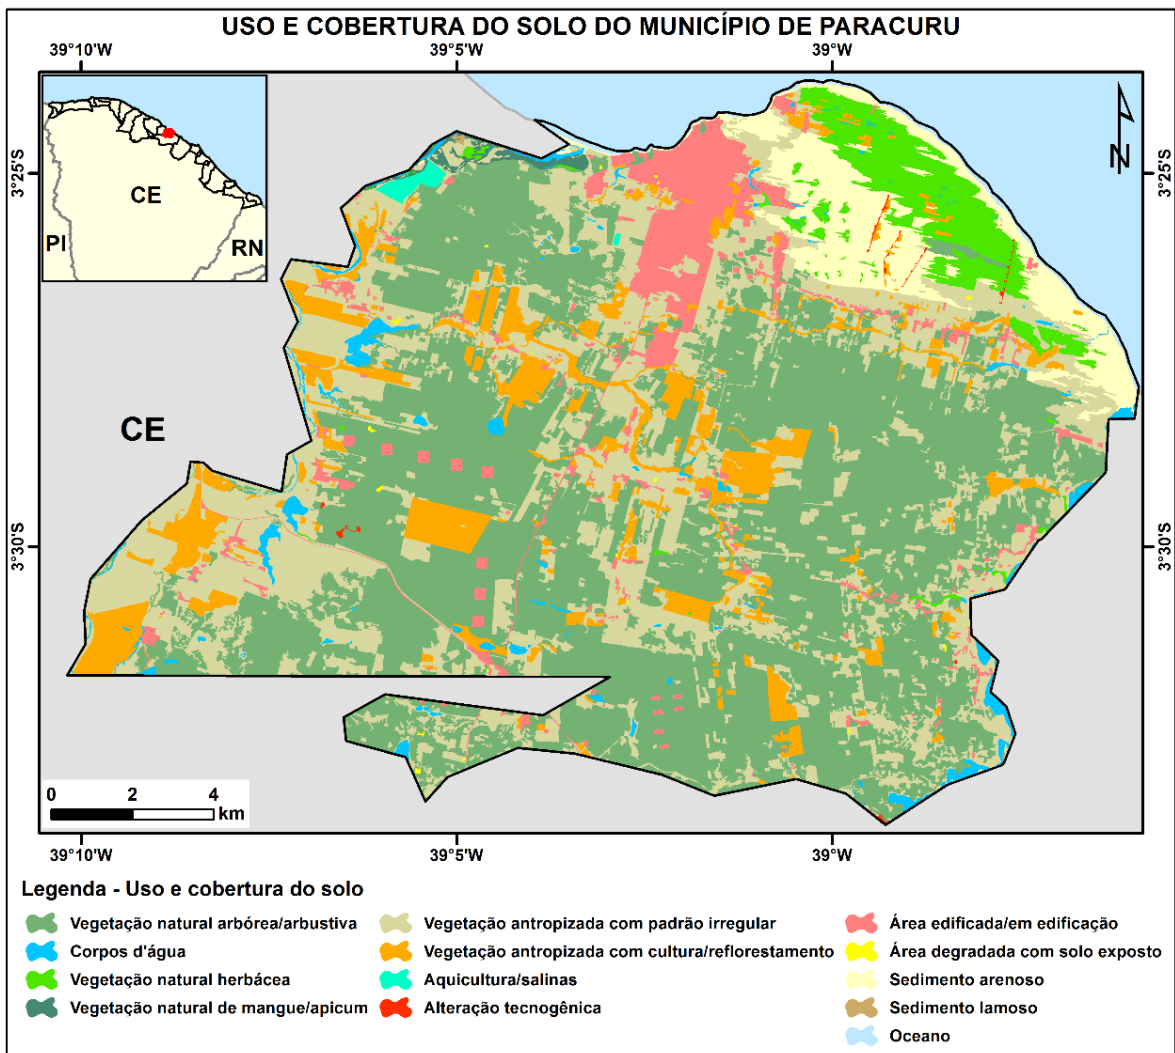 USO E COBERTURA DO SOLO DO MUNICÍPIO DE PARACURU
39°10'W 39°5'W 39°0'W
CE
PI
RN
3°25'S 3°25'S
N
CE
3°30'S 3°30'S
0 2 4
km
39°10'W 39°5'W 39°0'W
Legenda - Uso e cobertura do solo
Vegetação natural arbórea/arbustiva
Corpos d'água
Vegetação natural herbácea
Vegetação natural de mangue/apicum
Vegetação antropizada com padrão irregular
Vegetação antropizada com cultura/reflorestamento
Aquicultura/salinas
Alteração tecnogênica
Área edificada/em edificação
Área degradada com solo exposto
Sedimento arenoso
Sedimento lamoso
Oceano